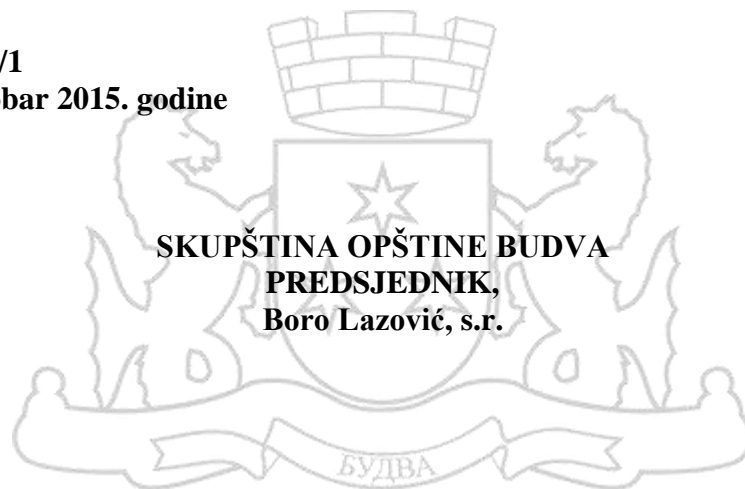 /1
bar 2015. godine
SKUPŠTINA OPŠTINE BUDVA
PREDSJEDNIK,
Boro Lazović, s.r.
БУДВА